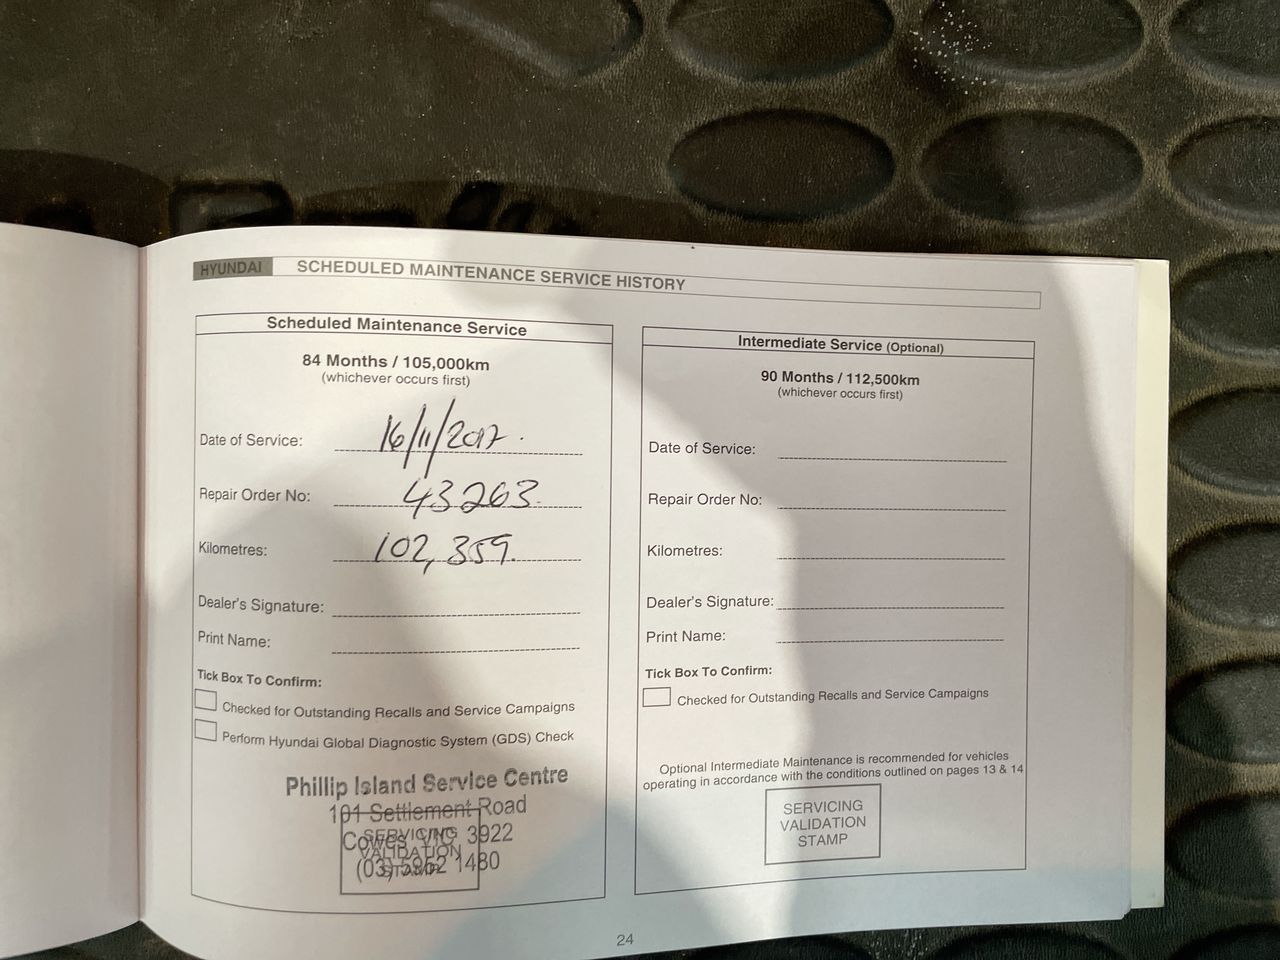 HYUNDAI SCHEDULED MAINTENANCE SERVICE HISTORY
Scheduled Maintenance Service
84 Months / 105,000km
(whichever occurs first)
Date of Service: 16/11/2017.
Repair Order No: 43263.
Kilometres: 102,359.
Dealer's Signature:
Print Name:
Tick Box To Confirm:
Checked for Outstanding Recalls and Service Campaigns
Perform Hyundai Global Diagnostic System (GDS) Check
Phillip Island Service Centre
101 Settlement Road
Cowes VIC 3922
(03) 5952 1480
SERVICING
VALIDATION
STAMP
Intermediate Service (Optional)
90 Months / 112,500km
(whichever occurs first)
Date of Service:
Repair Order No:
Kilometres:
Dealer's Signature:
Print Name:
Tick Box To Confirm:
Checked for Outstanding Recalls and Service Campaigns
Optional Intermediate Maintenance is recommended for vehicles
operating in accordance with the conditions outlined on pages 13 & 14
SERVICING
VALIDATION
STAMP
24